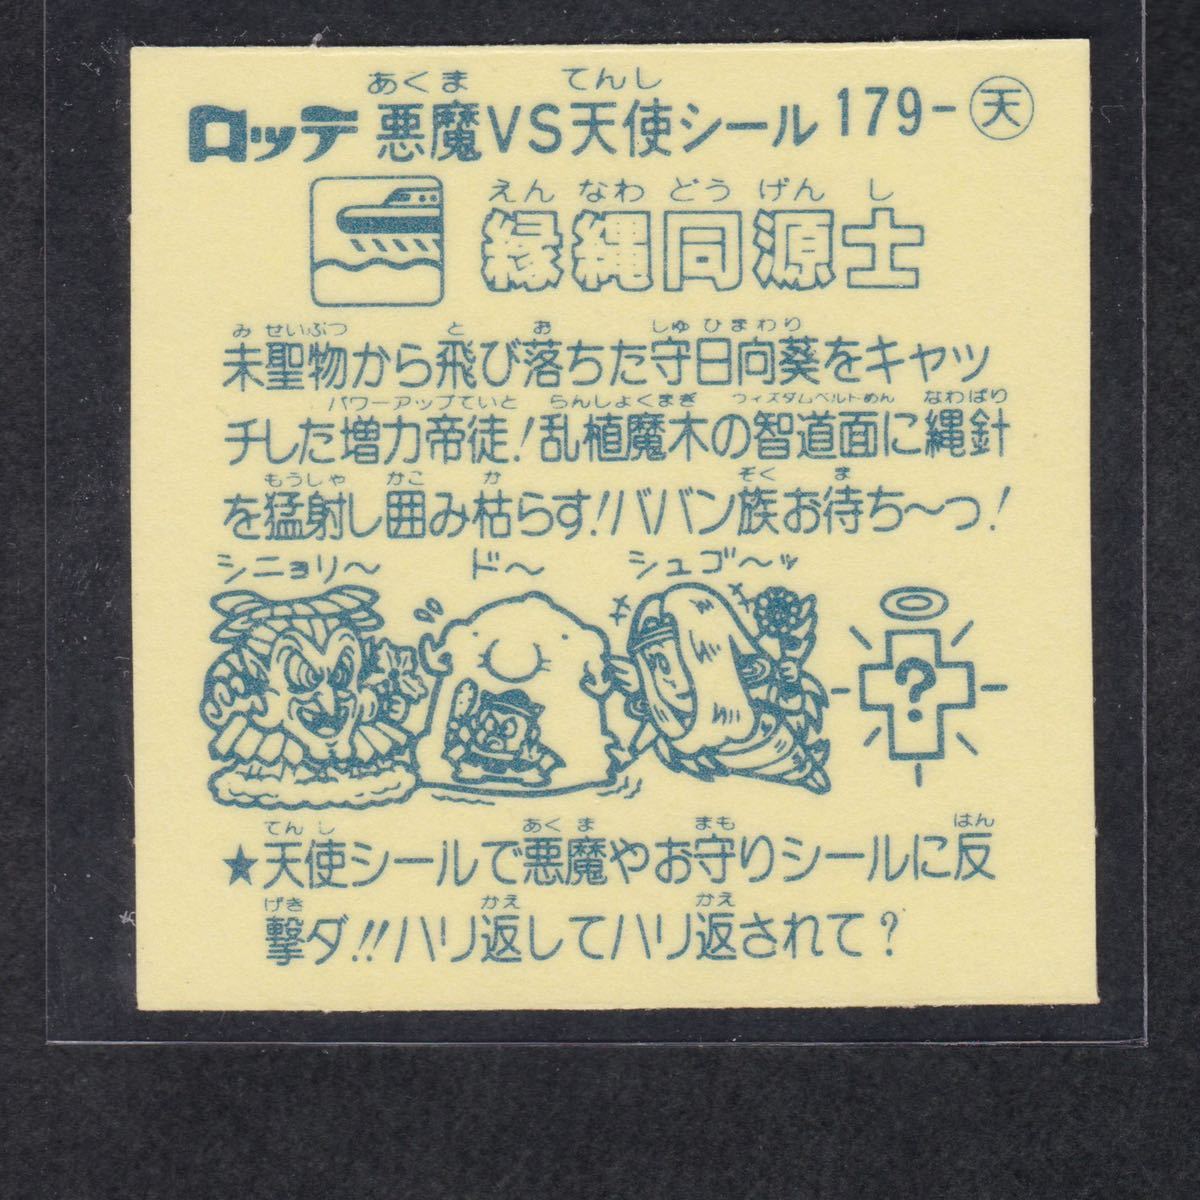 あくま てんし
ロッテ 悪魔VS天使シール 179-天
えん なわ どう げん し
縁縄同源士
み せいぶつ と お しゅ ひまわり
未聖物から飛び落ちた守日向葵をキャッ
パワーアップていと らんしょくまぎ ウィズダムベルトめん なわばり
チした増力帝徒!乱植魔木の智道面に縄針
もうしゃ かこ か ぞく ま
を猛射し囲み枯らす!!ババン族お待ち〜つ!
シニョリ〜 ド〜 シュゴ〜ッ
?
てんし あくま まも はん
★天使シールで悪魔やお守りシールに反
げき かえ かえ
撃ダ!!ハリ返してハリ返されて?